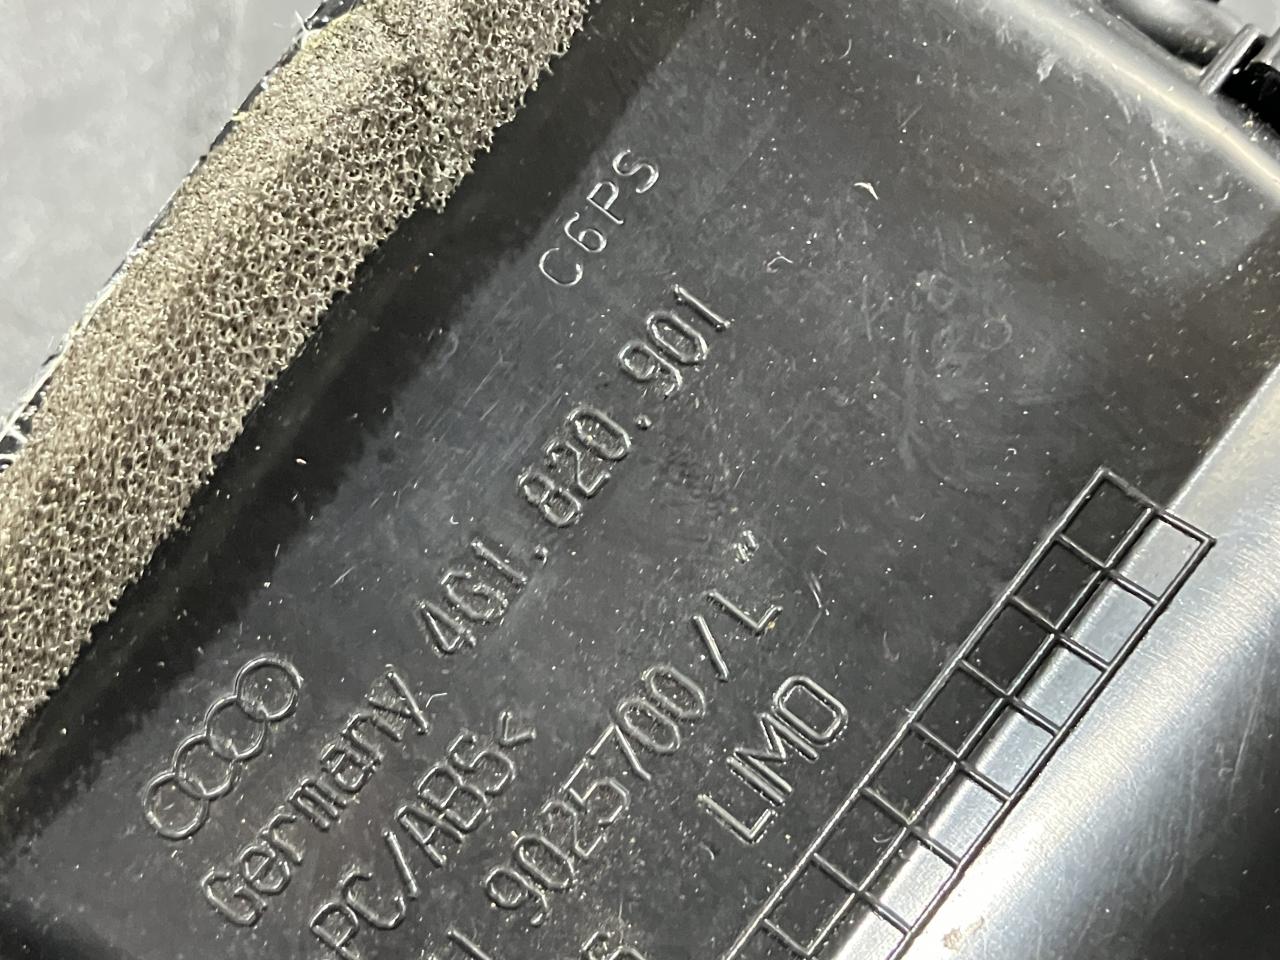 C6PS
4G1.820.901
Germany
PC/ABS<
9025700/L"
LIMO